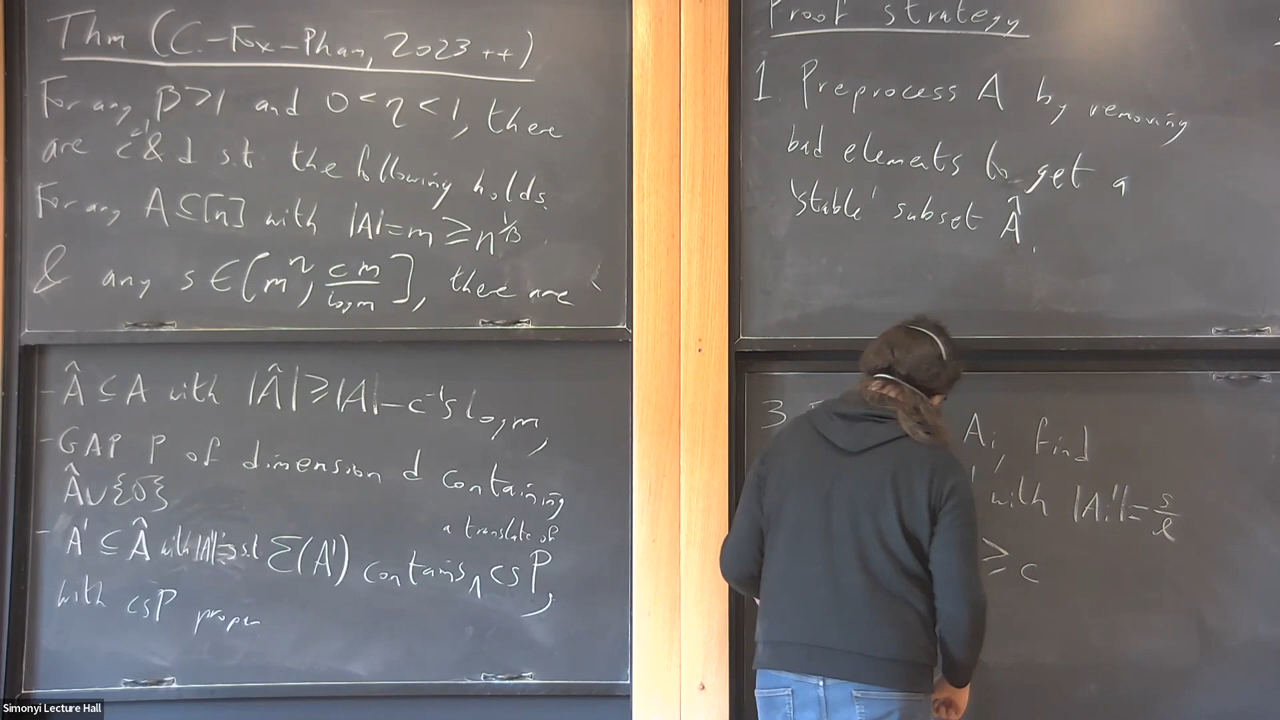 Thm (C.-Fox-Pham, 2023++)
For any β>1 and 0<η<1, there
are c & d s.t. the following holds.
For any A⊆[n] with |A|=m≥n^{1/β}
& any s∈[m^η, cm/log m], there are
- Â⊆A with |Â|≥|A|-c^{-1}s log m,
- GAP P of dimension d containing
Â∪{0}
- A'⊆Â with |A'|=s s.t. Σ(A') contains a translate of csP,
with csP proper
Proof strategy
1. Preprocess A by removing
bad elements to get a
'stable' subset Â.
3. A_i, find
with |A_i'|=s/ℓ
≥ c
Simonyi Lecture Hall